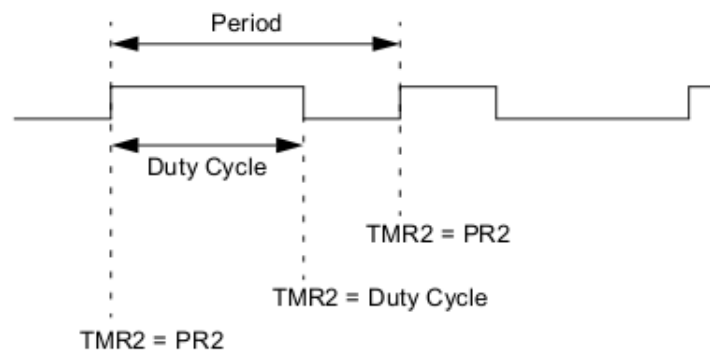 Period
Duty Cycle
TMR2 = PR2
TMR2 = Duty Cycle
TMR2 = PR2